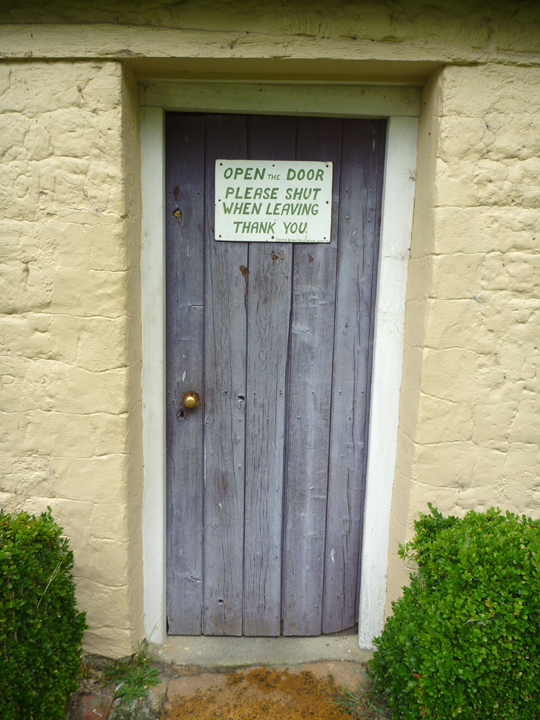 OPEN THE DOOR
PLEASE SHUT
WHEN LEAVING
THANK YOU.